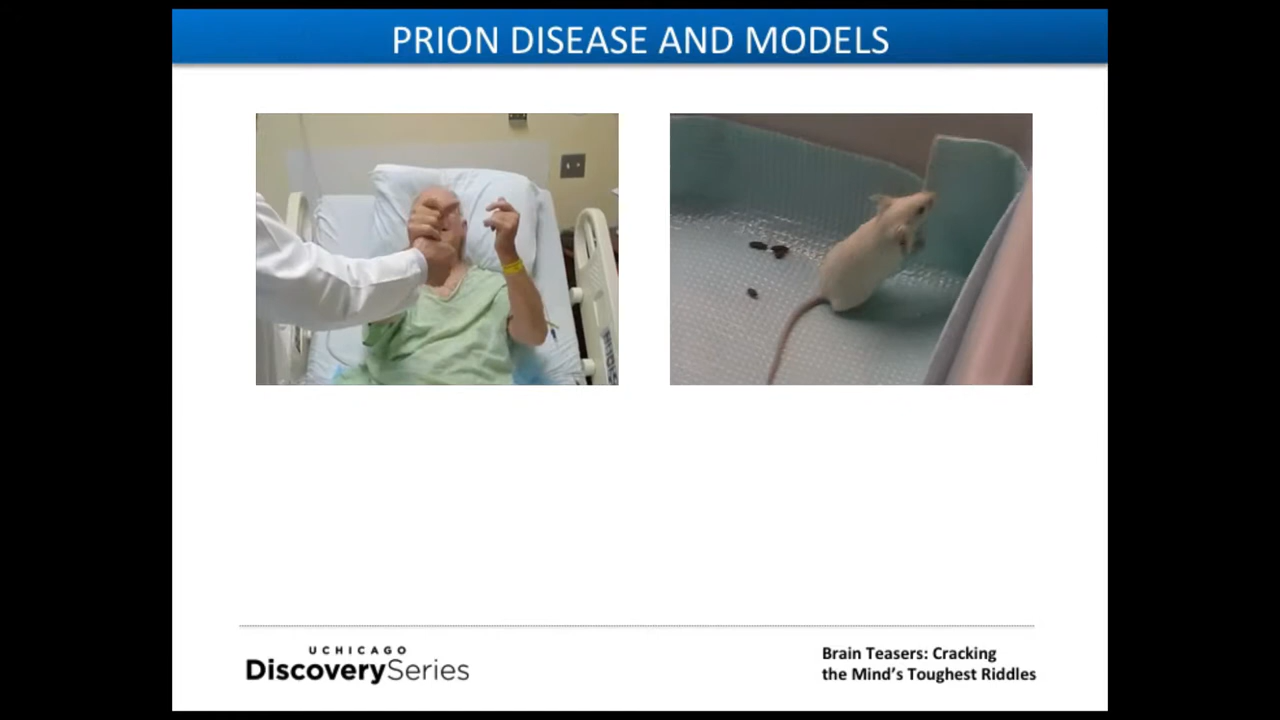 PRION DISEASE AND MODELS
UCHICAGO
DiscoverySeries
Brain Teasers: Cracking
the Mind's Toughest Riddles